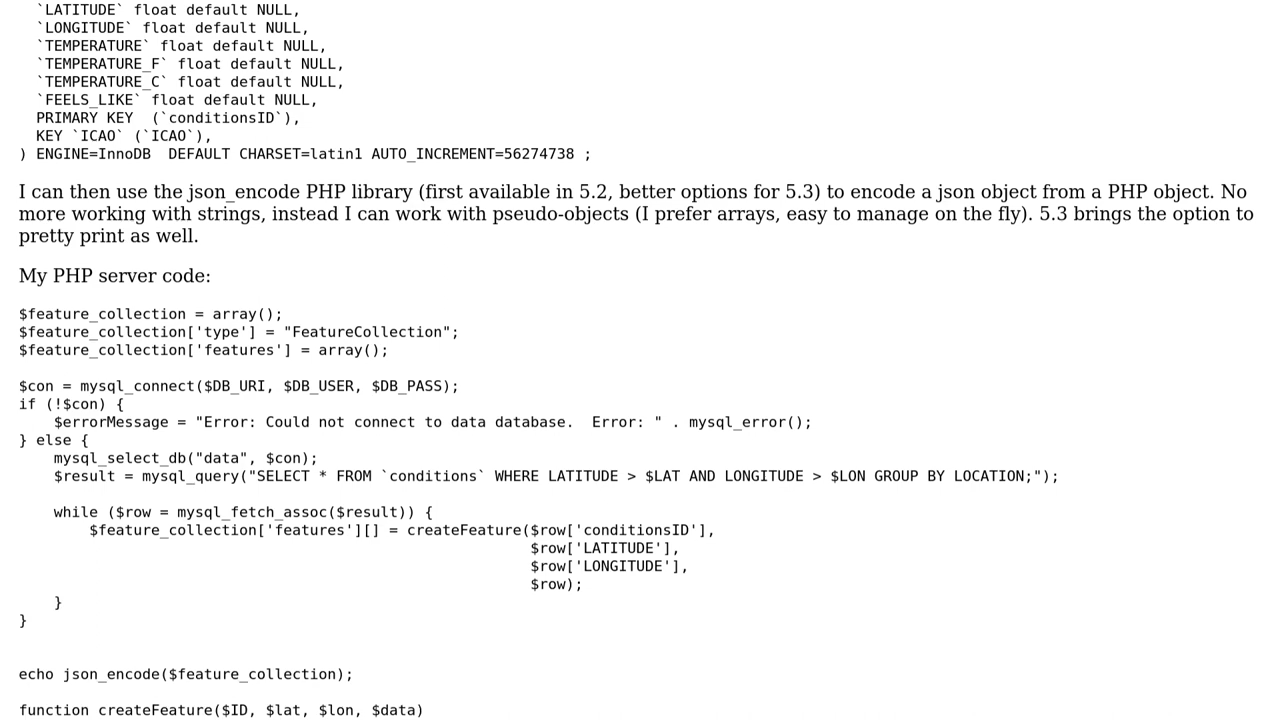 `LATITUDE` float default NULL,
  `LONGITUDE` float default NULL,
  `TEMPERATURE` float default NULL,
  `TEMPERATURE_F` float default NULL,
  `TEMPERATURE_C` float default NULL,
  `FEELS_LIKE` float default NULL,
  PRIMARY KEY  (`conditionsID`),
  KEY `ICAO` (`ICAO`),
) ENGINE=InnoDB  DEFAULT CHARSET=latin1 AUTO_INCREMENT=56274738 ;
I can then use the json_encode PHP library (first available in 5.2, better options for 5.3) to encode a json object from a PHP object. No
more working with strings, instead I can work with pseudo-objects (I prefer arrays, easy to manage on the fly). 5.3 brings the option to
pretty print as well.
My PHP server code:
$feature_collection = array();
$feature_collection['type'] = "FeatureCollection";
$feature_collection['features'] = array();
$con = mysql_connect($DB_URI, $DB_USER, $DB_PASS);
if (!$con) {
    $errorMessage = "Error: Could not connect to data database.  Error: " . mysql_error();
} else {
    mysql_select_db("data", $con);
    $result = mysql_query("SELECT * FROM `conditions` WHERE LATITUDE > $LAT AND LONGITUDE > $LON GROUP BY LOCATION;");
    while ($row = mysql_fetch_assoc($result)) {
        $feature_collection['features'][] = createFeature($row['conditionsID'],
                                                          $row['LATITUDE'],
                                                          $row['LONGITUDE'],
                                                          $row);
    }
}
echo json_encode($feature_collection);
function createFeature($ID, $lat, $lon, $data)